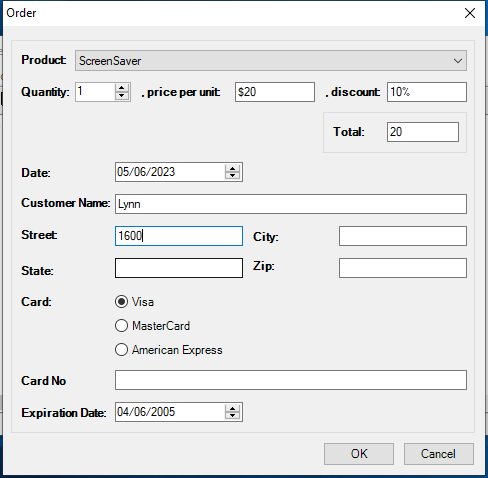 Order
Product: ScreenSaver
Quantity: 1 , price per unit: $20 , discount: 10%
Total: 20
Date: 05/06/2023
Customer Name: Lynn
Street: 1600 City:
State: Zip:
Card: Visa
MasterCard
American Express
Card No
Expiration Date: 04/06/2005
OK Cancel